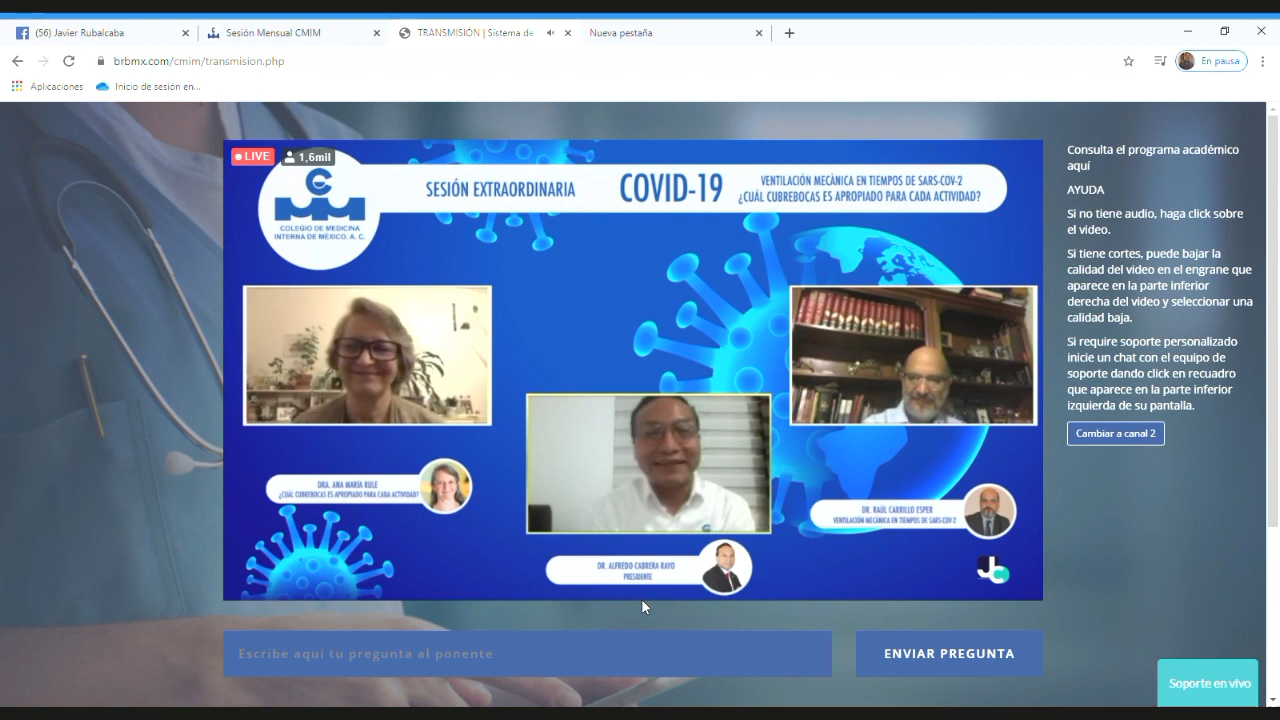 (56) Javier Rubalcaba
Sesión Mensual CMIM
TRANSMISIÓN | Sistema de
Nueva pestaña
brbmx.com/cmim/transmision.php
En pausa
Aplicaciones
Inicio de sesión en...
LIVE
1,6mil
COLEGIO DE MEDICINA
INTERNA DE MÉXICO, A. C.
SESIÓN EXTRAORDINARIA
COVID-19
VENTILACIÓN MECÁNICA EN TIEMPOS DE SARS-COV-2
¿CUÁL CUBREBOCAS ES APROPIADO PARA CADA ACTIVIDAD?
DRA. ANA MARÍA RULE
¿CUÁL CUBREBOCAS ES APROPIADO PARA CADA ACTIVIDAD?
DR. ALFREDO CABRERA RAYO
PRESIDENTE
DR. RAÚL CARRILLO ESPER
VENTILACIÓN MECÁNICA EN TIEMPOS DE SARS-COV-2
Consulta el programa académico
aquí
AYUDA
Si no tiene audio, haga click sobre
el video.
Si tiene cortes, puede bajar la
calidad del video en el engrane que
aparece en la parte inferior
derecha del video y seleccionar una
calidad baja.
Si require soporte personalizado
inicie un chat con el equipo de
soporte dando click en recuadro
que aparece en la parte inferior
izquierda de su pantalla.
Cambiar a canal 2
Escribe aquí tu pregunta al ponente
ENVIAR PREGUNTA
Soporte en vivo